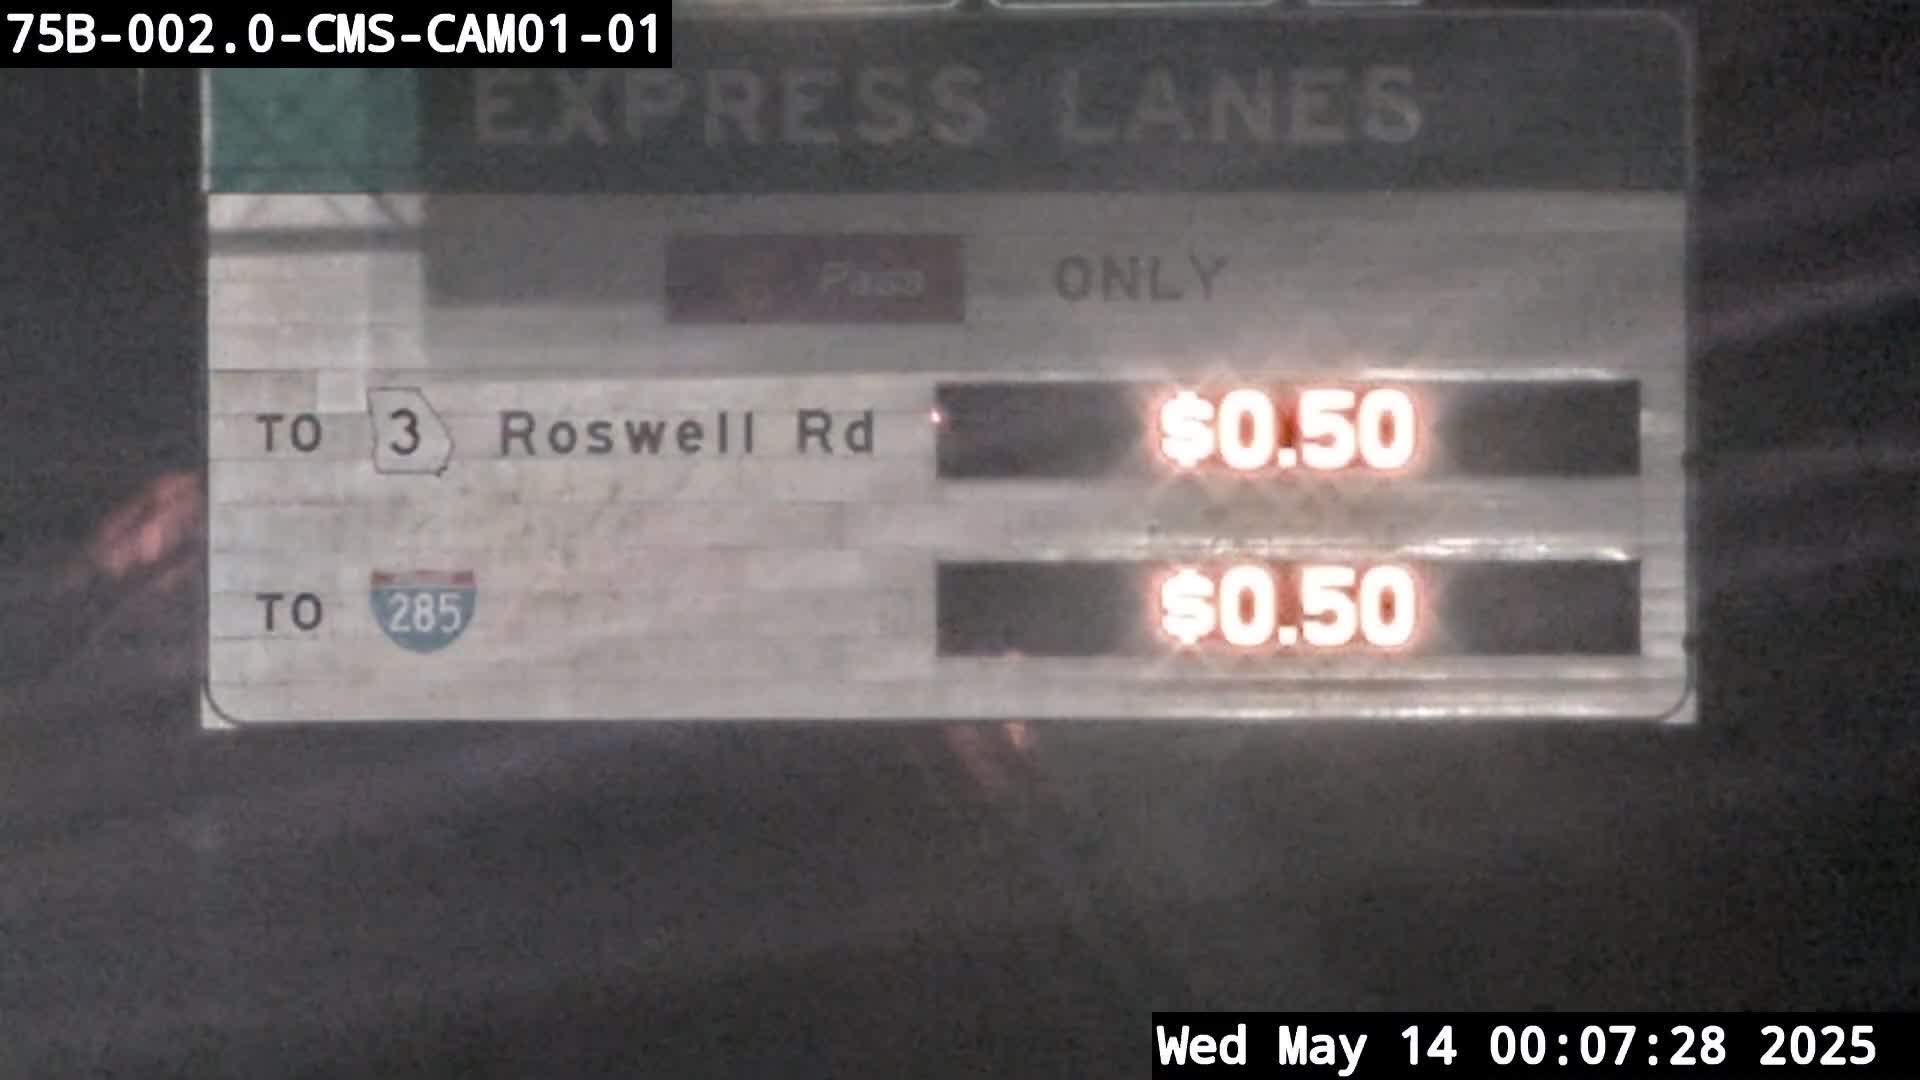 75B-002.0-CMS-CAM01-01
EXPRESS LANES
Pass ONLY
TO 3 Roswell Rd $0.50
TO 285 $0.50
Wed May 14 00:07:28 2025